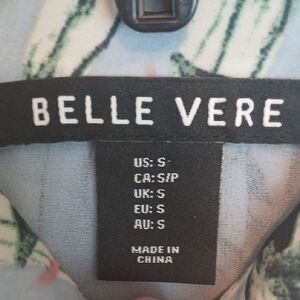 BELLE VERE
US: S
CA: S/P
UK: S
EU: S
AU: S
MADE IN
CHINA